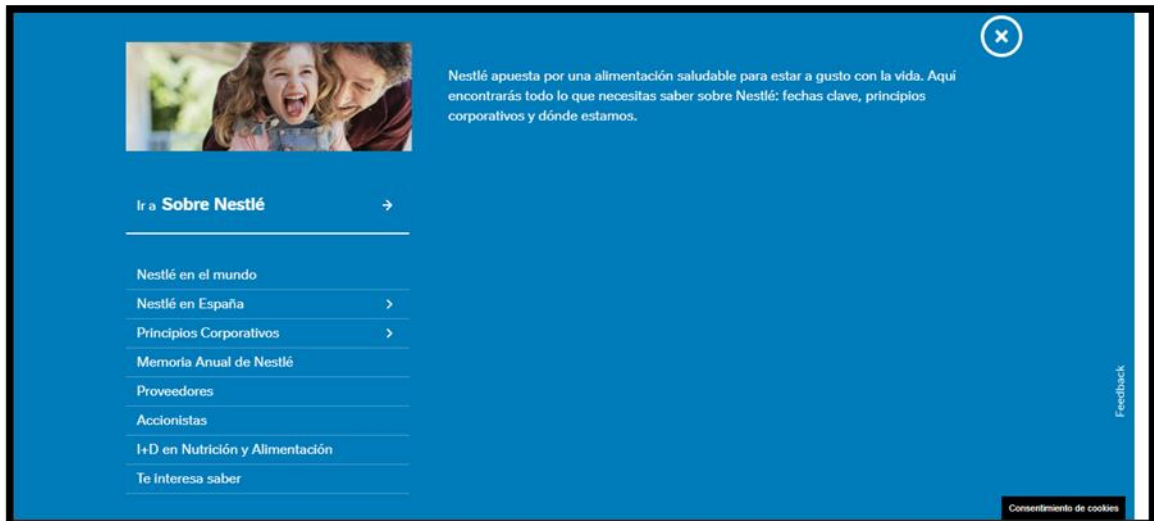 Nestlé apuesta por una alimentación saludable para estar a gusto con la vida. Aquí
encontrarás todo lo que necesitas saber sobre Nestlé: fechas clave, principios
corporativos y dónde estamos.
Ir a Sobre Nestlé
Nestlé en el mundo
Nestlé en España
Principios Corporativos
Memoria Anual de Nestlé
Proveedores
Accionistas
I+D en Nutrición y Alimentación
Te interesa saber
Feedback
Consentimiento de cookies